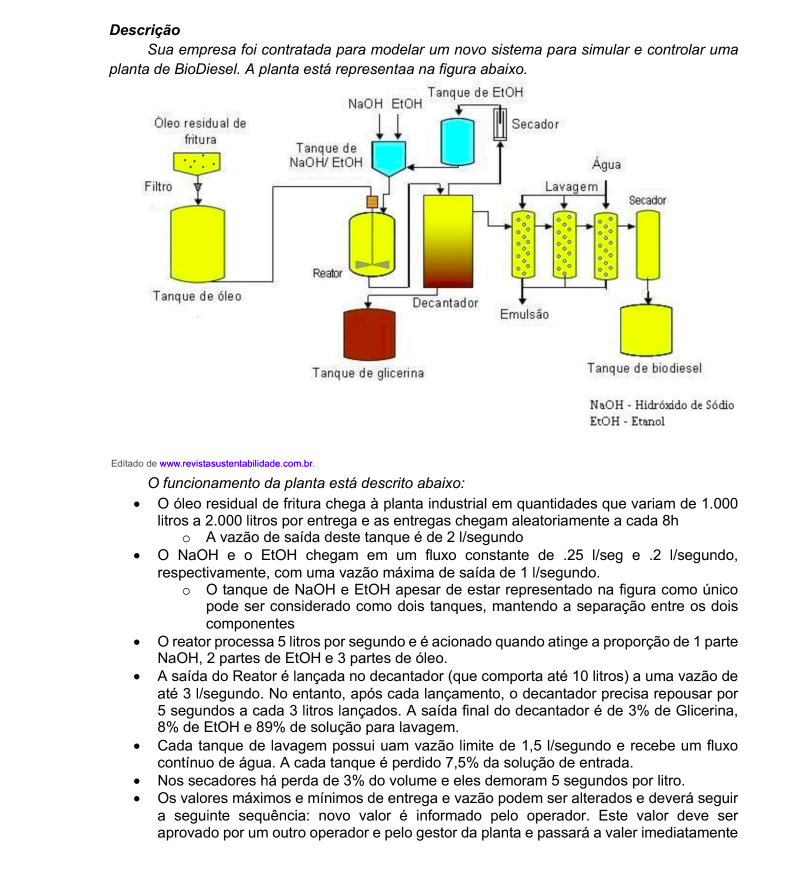 Descrição
Sua empresa foi contratada para modelar um novo sistema para simular e controlar uma
planta de BioDiesel. A planta está representaa na figura abaixo.
Tanque de EtOH
NaOH EtOH
Óleo residual de
fritura
Secador
Tanque de
NaOH/ EtOH
Água
Filtro
Lavagem
Secador
Reator
Tanque de óleo
Decantador
Emulsão
Tanque de glicerina
Tanque de biodiesel
NaOH - Hidróxido de Sódio
EtOH - Etanol
Editado de www.revistasustentabilidade.com.br.
O funcionamento da planta está descrito abaixo:
• O óleo residual de fritura chega à planta industrial em quantidades que variam de 1.000
litros a 2.000 litros por entrega e as entregas chegam aleatoriamente a cada 8h
o A vazão de saída deste tanque é de 2 l/segundo
• O NaOH e o EtOH chegam em um fluxo constante de .25 l/seg e .2 l/segundo,
respectivamente, com uma vazão máxima de saída de 1 l/segundo.
o O tanque de NaOH e EtOH apesar de estar representado na figura como único
pode ser considerado como dois tanques, mantendo a separação entre os dois
componentes
• O reator processa 5 litros por segundo e é acionado quando atinge a proporção de 1 parte
NaOH, 2 partes de EtOH e 3 partes de óleo.
• A saída do Reator é lançada no decantador (que comporta até 10 litros) a uma vazão de
até 3 l/segundo. No entanto, após cada lançamento, o decantador precisa repousar por
5 segundos a cada 3 litros lançados. A saída final do decantador é de 3% de Glicerina,
8% de EtOH e 89% de solução para lavagem.
• Cada tanque de lavagem possui uam vazão limite de 1,5 l/segundo e recebe um fluxo
contínuo de água. A cada tanque é perdido 7,5% da solução de entrada.
• Nos secadores há perda de 3% do volume e eles demoram 5 segundos por litro.
• Os valores máximos e mínimos de entrega e vazão podem ser alterados e deverá seguir
a seguinte sequência: novo valor é informado pelo operador. Este valor deve ser
aprovado por um outro operador e pelo gestor da planta e passará a valer imediatamente